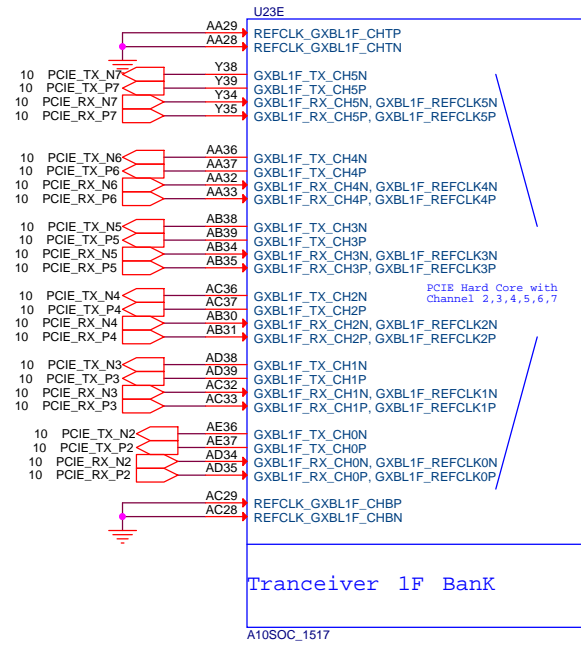 U23E
AA29 REFCLK_GXBL1F_CHTP
AA28 REFCLK_GXBL1F_CHTN
10 PCIE_TX_N7 Y38 GXBL1F_TX_CH5N
10 PCIE_TX_P7 Y39 GXBL1F_TX_CH5P
10 PCIE_RX_N7 Y34 GXBL1F_RX_CH5N, GXBL1F_REFCLK5N
10 PCIE_RX_P7 Y35 GXBL1F_RX_CH5P, GXBL1F_REFCLK5P
10 PCIE_TX_N6 AA36 GXBL1F_TX_CH4N
10 PCIE_TX_P6 AA37 GXBL1F_TX_CH4P
10 PCIE_RX_N6 AA32 GXBL1F_RX_CH4N, GXBL1F_REFCLK4N
10 PCIE_RX_P6 AA33 GXBL1F_RX_CH4P, GXBL1F_REFCLK4P
10 PCIE_TX_N5 AB38 GXBL1F_TX_CH3N
10 PCIE_TX_P5 AB39 GXBL1F_TX_CH3P
10 PCIE_RX_N5 AB34 GXBL1F_RX_CH3N, GXBL1F_REFCLK3N
10 PCIE_RX_P5 AB35 GXBL1F_RX_CH3P, GXBL1F_REFCLK3P
PCIE Hard Core with
Channel 2,3,4,5,6,7
10 PCIE_TX_N4 AC36 GXBL1F_TX_CH2N
10 PCIE_TX_P4 AC37 GXBL1F_TX_CH2P
10 PCIE_RX_N4 AB30 GXBL1F_RX_CH2N, GXBL1F_REFCLK2N
10 PCIE_RX_P4 AB31 GXBL1F_RX_CH2P, GXBL1F_REFCLK2P
10 PCIE_TX_N3 AD38 GXBL1F_TX_CH1N
10 PCIE_TX_P3 AD39 GXBL1F_TX_CH1P
10 PCIE_RX_N3 AC32 GXBL1F_RX_CH1N, GXBL1F_REFCLK1N
10 PCIE_RX_P3 AC33 GXBL1F_RX_CH1P, GXBL1F_REFCLK1P
10 PCIE_TX_N2 AE36 GXBL1F_TX_CH0N
10 PCIE_TX_P2 AE37 GXBL1F_TX_CH0P
10 PCIE_RX_N2 AD34 GXBL1F_RX_CH0N, GXBL1F_REFCLK0N
10 PCIE_RX_P2 AD35 GXBL1F_RX_CH0P, GXBL1F_REFCLK0P
AC29 REFCLK_GXBL1F_CHBP
AC28 REFCLK_GXBL1F_CHBN
Tranceiver 1F BanK
A10SOC_1517